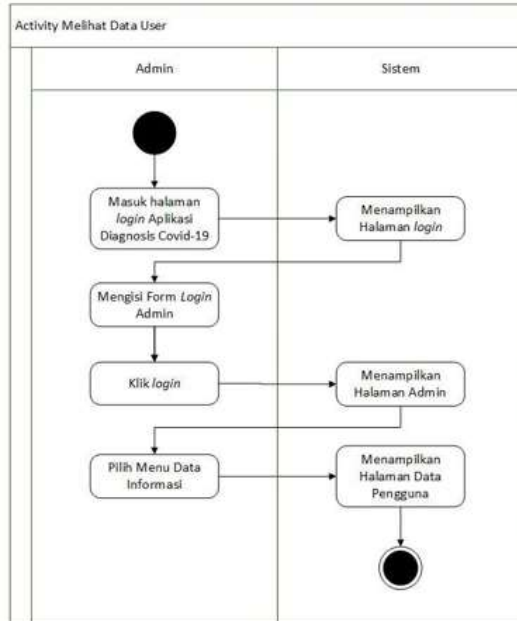 Activity Melihat Data User
Admin
Sistem
Masuk halaman
login Aplikasi
Diagnosis Covid-19
Menampilkan
Halaman login
Mengisi Form Login
Admin
Klik login
Menampilkan
Halaman Admin
Pilih Menu Data
Informasi
Menampilkan
Halaman Data
Pengguna